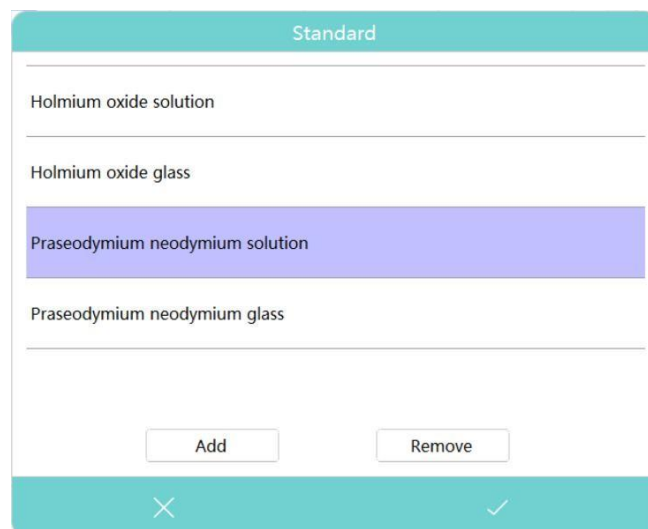 Standard
Holmium oxide solution
Holmium oxide glass
Praseodymium neodymium solution
Praseodymium neodymium glass
Add Remove